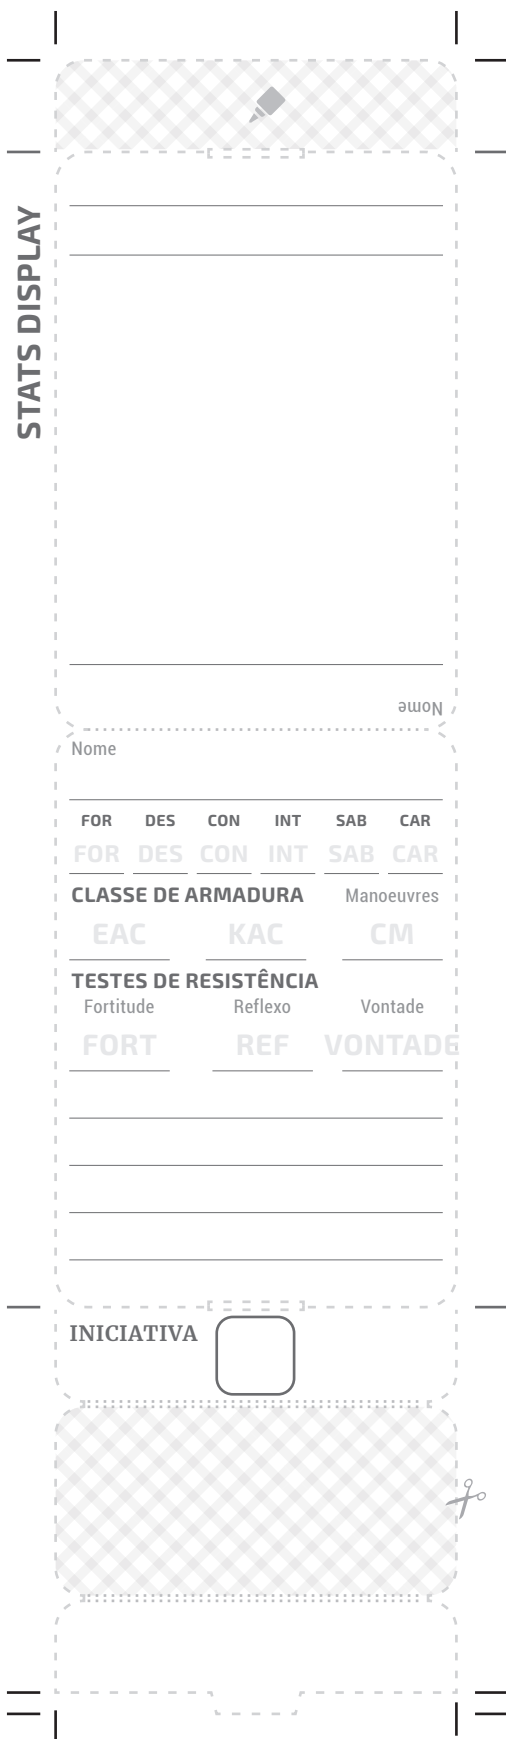 STATS DISPLAY
Nome
Nome
FOR DES CON INT SAB CAR
FOR DES CON INT SAB CAR
CLASSE DE ARMADURA Manoeuvres
EAC KAC CM
TESTES DE RESISTÊNCIA
Fortitude Reflexo Vontade
FORT REF VONTADE
INICIATIVA